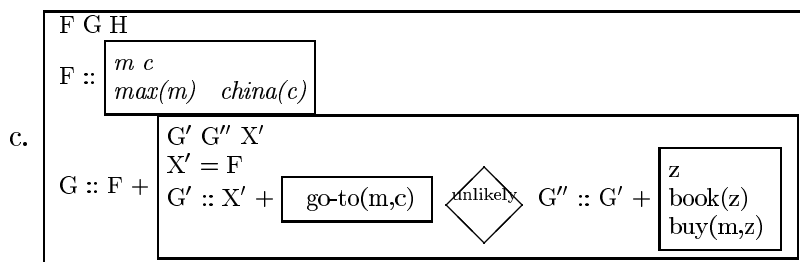 F G H
m c
F ::
max(m) china(c)
c.
G′ G″ X′
X′ = F
z
G :: F + G′ :: X′ + go-to(m,c) unlikely G″ :: G′ + book(z)
buy(m,z)